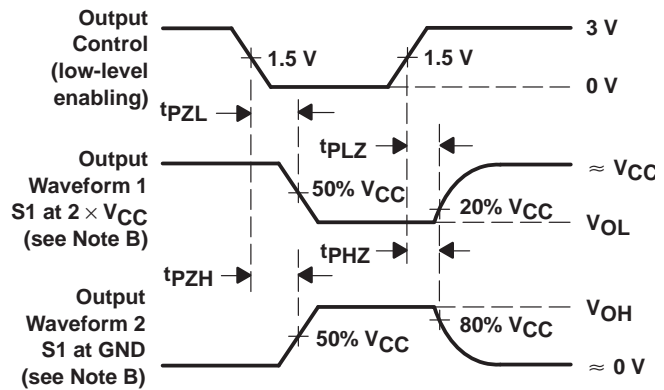 Output
Control
(low-level
enabling)
1.5 V
1.5 V
3 V
0 V
tPZL
tPLZ
Output
Waveform 1
S1 at 2 × VCC
(see Note B)
50% VCC
20% VCC
≈ VCC
VOL
tPZH
tPHZ
Output
Waveform 2
S1 at GND
(see Note B)
50% VCC
80% VCC
VOH
≈ 0 V